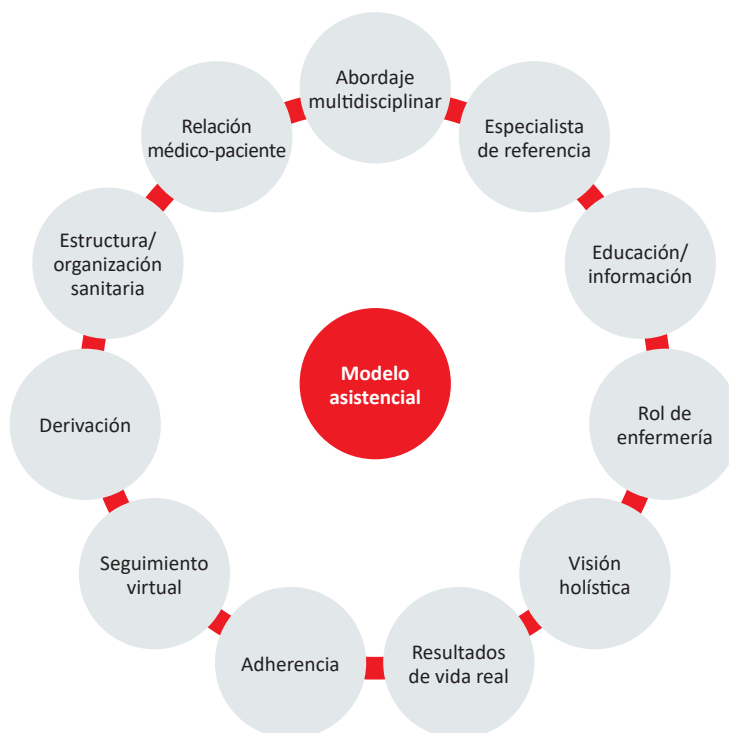 Abordaje
multidisciplinar
Especialista
de referencia
Educación/
información
Rol de
enfermería
Visión
holística
Resultados
de vida real
Adherencia
Seguimiento
virtual
Derivación
Estructura/
organización
sanitaria
Relación
médico-paciente
Modelo
asistencial